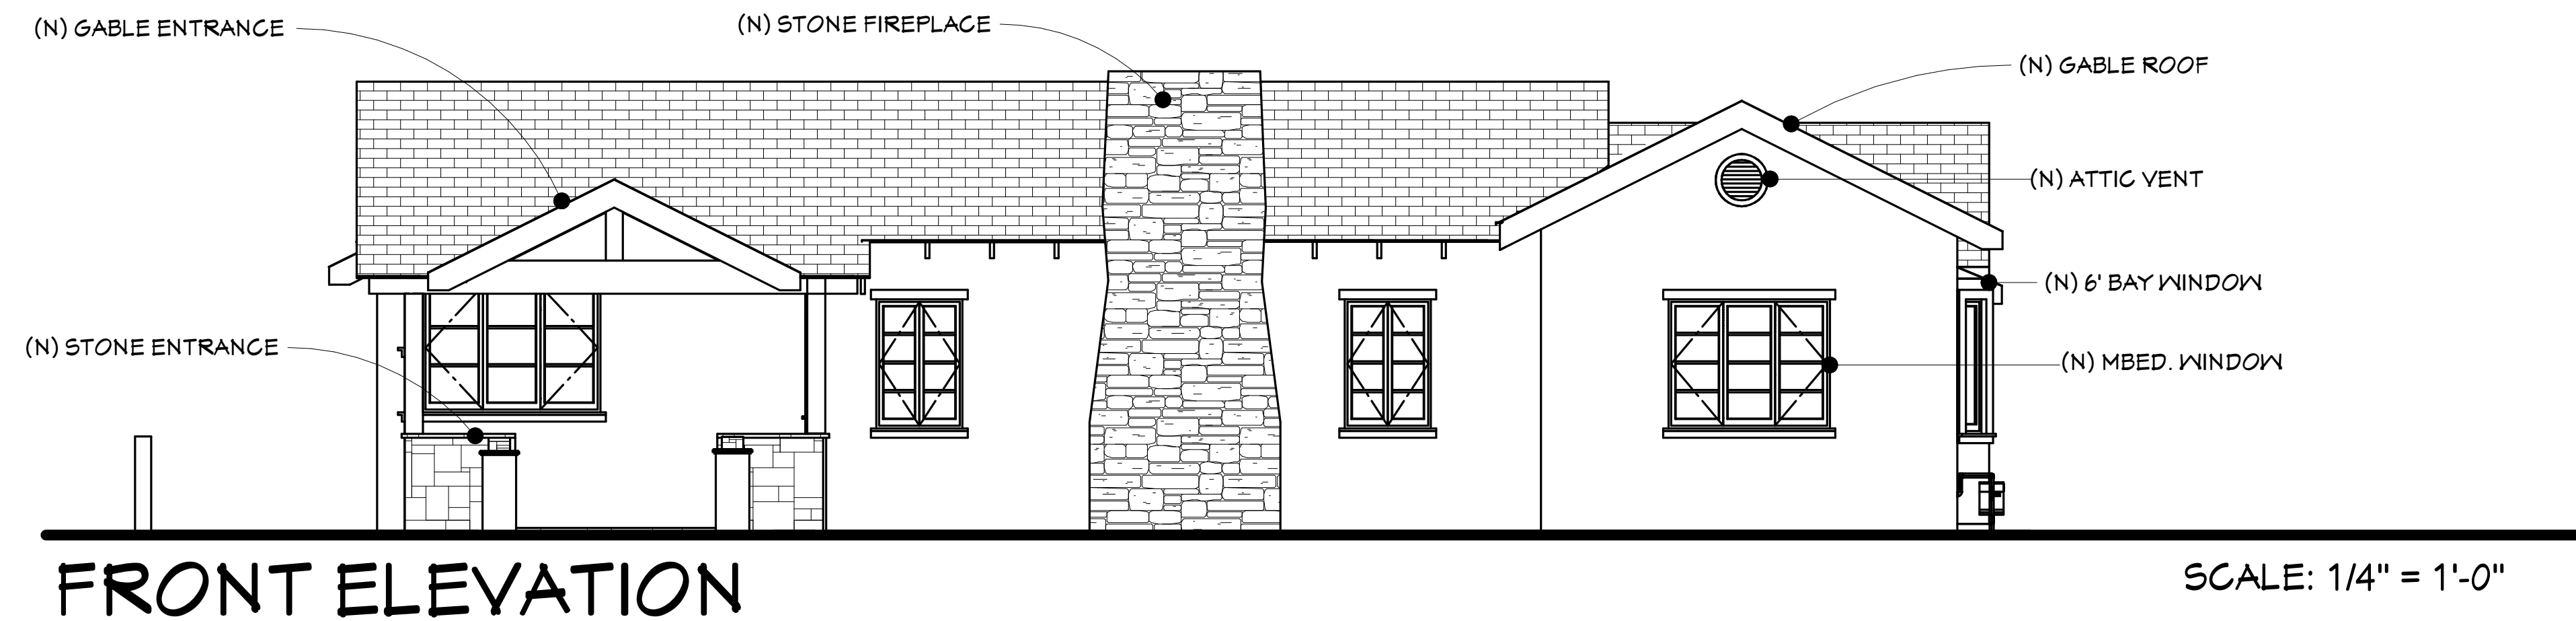 (N) GABLE ENTRANCE
(N) STONE FIREPLACE
(N) GABLE ROOF
(N) ATTIC VENT
(N) 6' BAY WINDOW
(N) STONE ENTRANCE
(N) MBED. WINDOW
FRONT ELEVATION
SCALE: 1/4" = 1'-0"